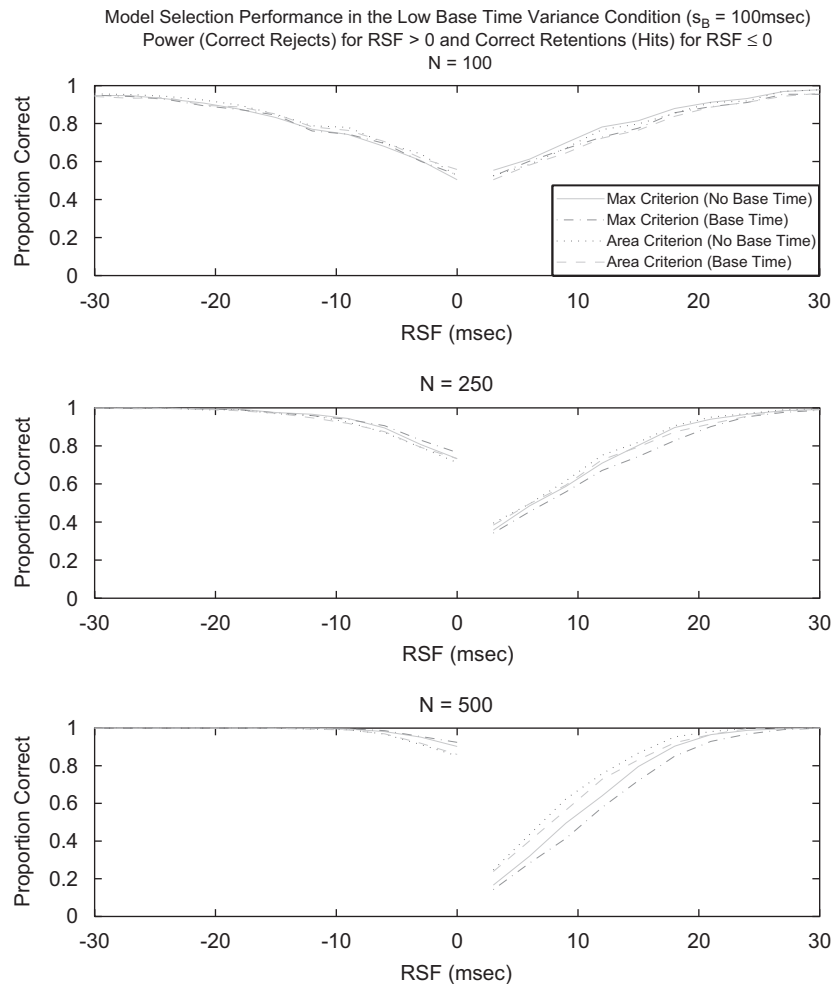 Model Selection Performance in the Low Base Time Variance Condition (s_B = 100msec)
Power (Correct Rejects) for RSF > 0 and Correct Retentions (Hits) for RSF ≤ 0
N = 100
Proportion Correct
1
0.8
0.6
0.4
0.2
0
Max Criterion (No Base Time)
Max Criterion (Base Time)
Area Criterion (No Base Time)
Area Criterion (Base Time)
-30 -20 -10 0 10 20 30
RSF (msec)
N = 250
Proportion Correct
1
0.8
0.6
0.4
0.2
0
-30 -20 -10 0 10 20 30
RSF (msec)
N = 500
Proportion Correct
1
0.8
0.6
0.4
0.2
0
-30 -20 -10 0 10 20 30
RSF (msec)